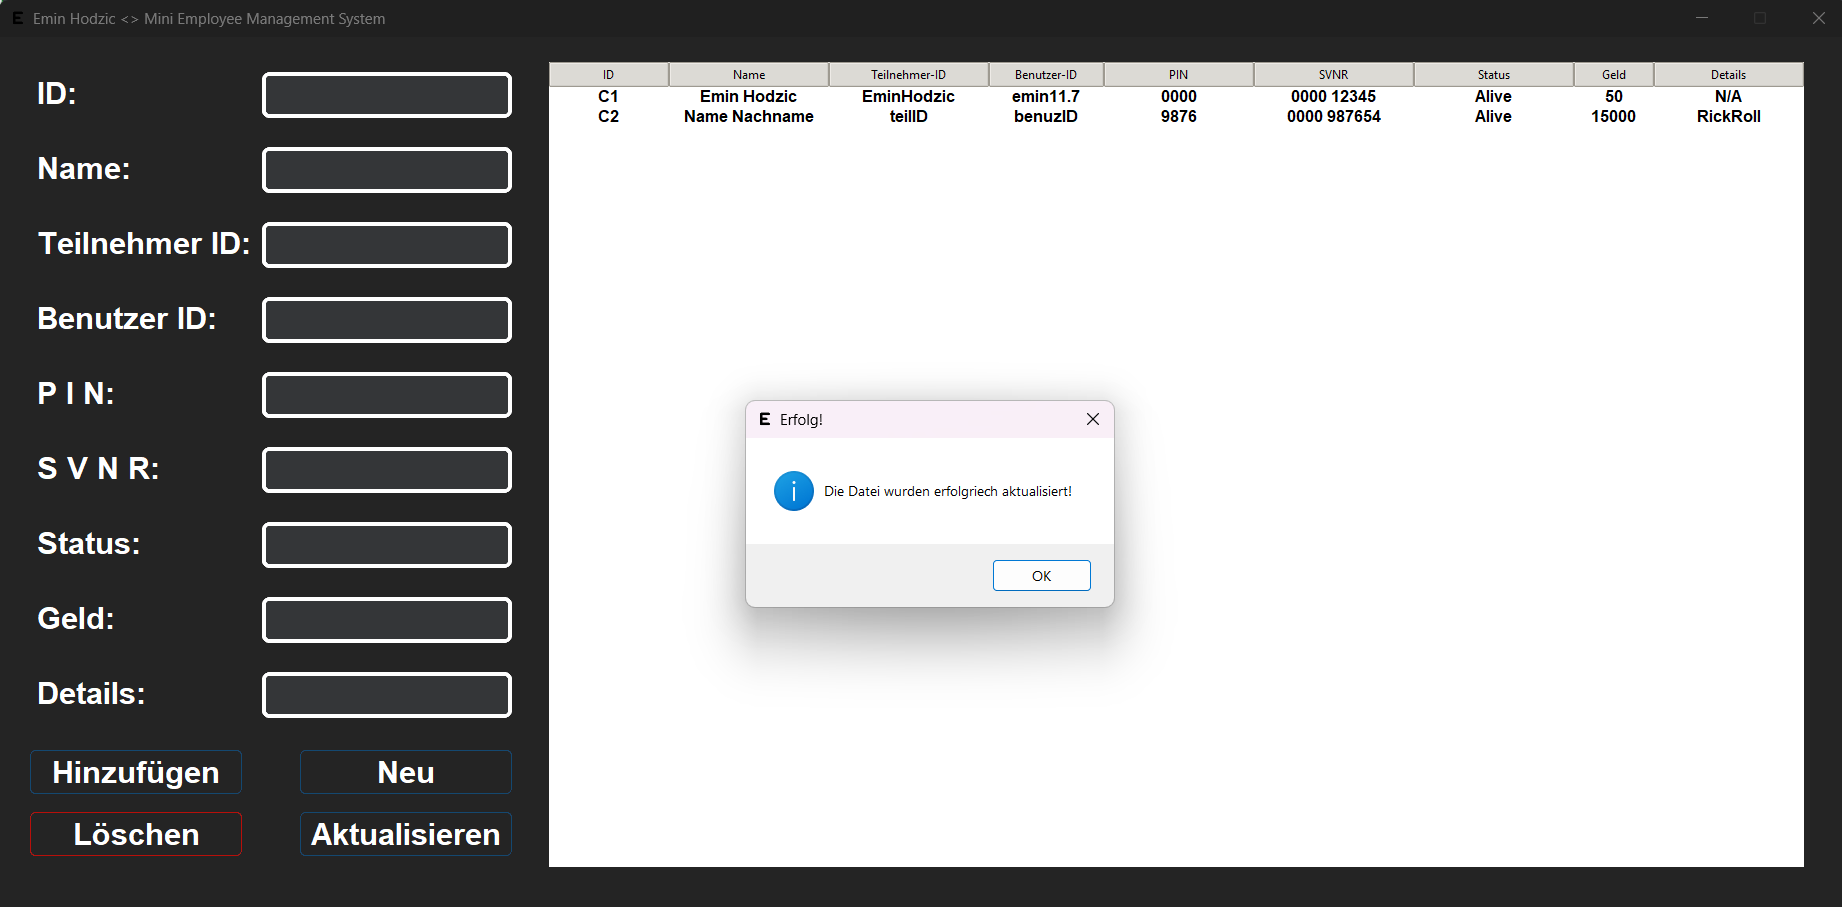 E Emin Hodzic <> Mini Employee Management System
ID:
Name:
Teilnehmer ID:
Benutzer ID:
P I N:
S V N R:
Status:
Geld:
Details:
Hinzufügen Neu
Löschen Aktualisieren
ID Name Teilnehmer-ID Benutzer-ID PIN SVNR Status Geld Details
C1 Emin Hodzic EminHodzic emin11.7 0000 0000 12345 Alive 50 N/A
C2 Name Nachname teilID benuzID 9876 0000 987654 Alive 15000 RickRoll
E Erfolg!
Die Datei wurden erfolgriech aktualisiert!
OK